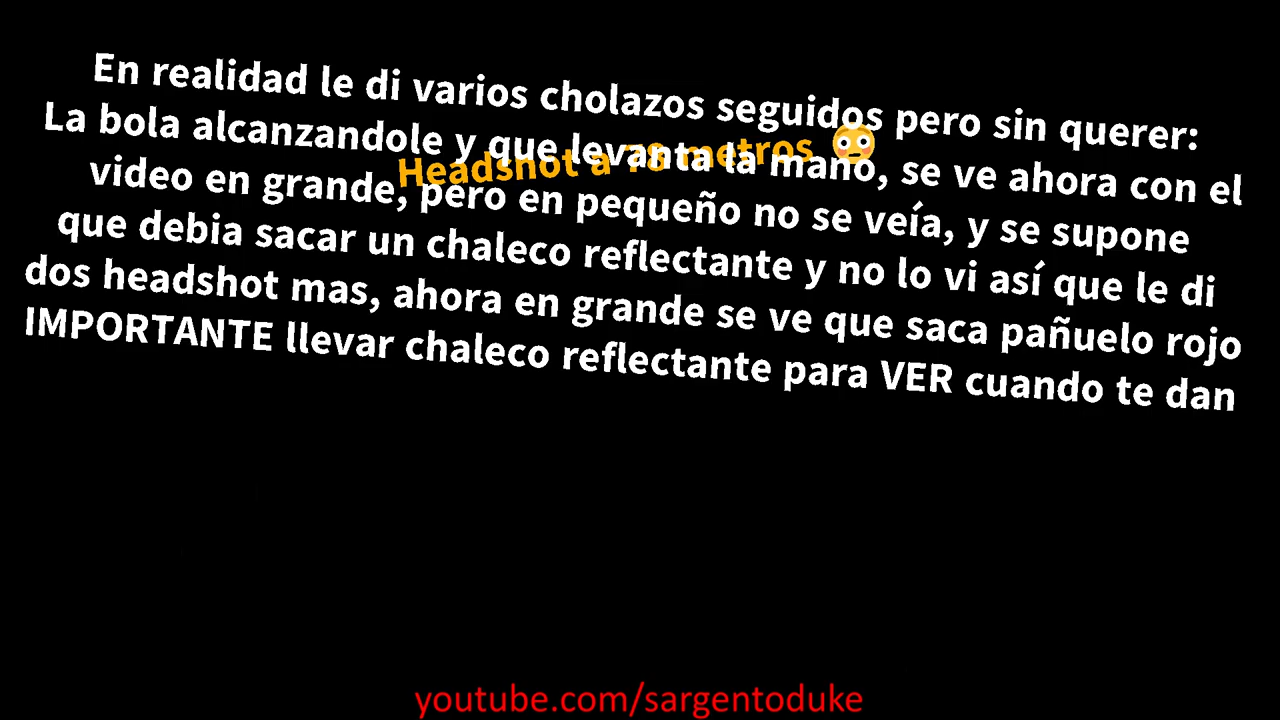 En realidad le di varios cholazos seguidos pero sin querer:
La bola alcanzandole y que levanta la mano, se ve ahora con el
Headshot a 78 metros 😳
video en grande, pero en pequeño no se veía, y se supone
que debia sacar un chaleco reflectante y no lo vi así que le di
dos headshot mas, ahora en grande se ve que saca pañuelo rojo
IMPORTANTE llevar chaleco reflectante para VER cuando te dan
youtube.com/sargentoduke